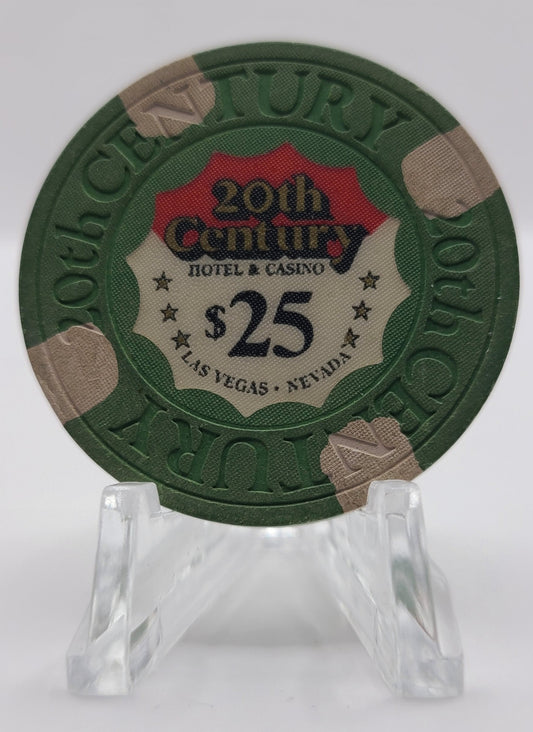 20th CENTURY
20th CENTURY
20th
Century
HOTEL & CASINO
$25
LAS VEGAS • NEVADA